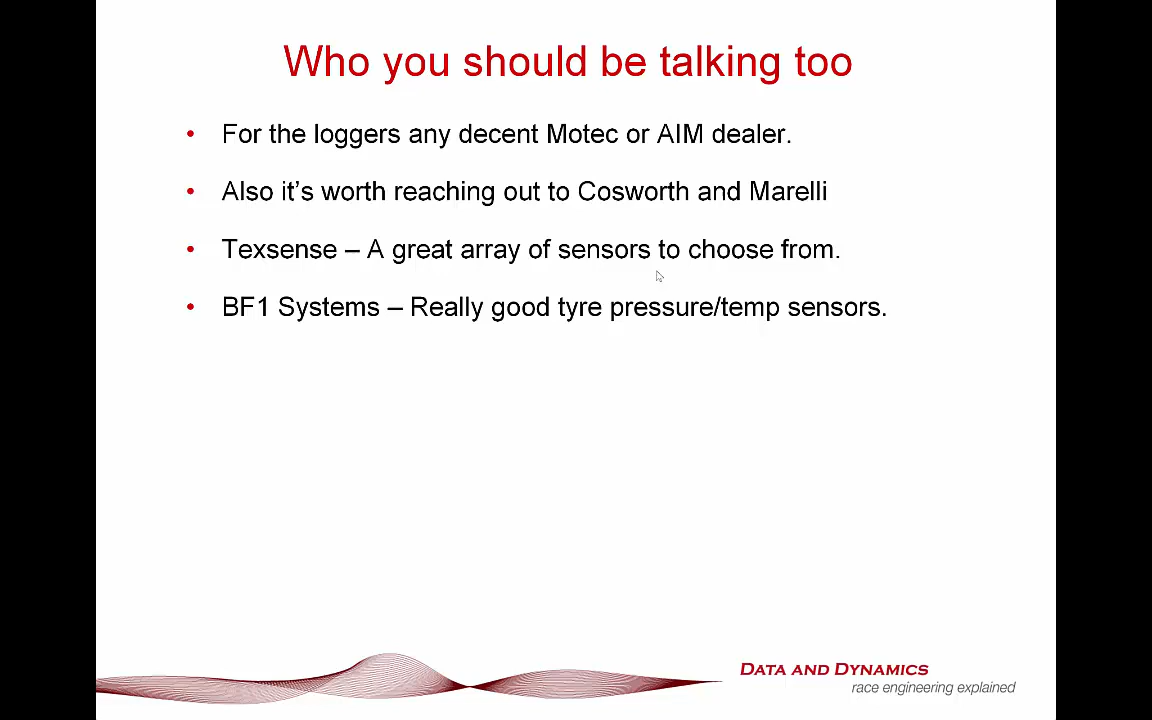 Who you should be talking too
• For the loggers any decent Motec or AIM dealer.
• Also it’s worth reaching out to Cosworth and Marelli
• Texsense – A great array of sensors to choose from.
• BF1 Systems – Really good tyre pressure/temp sensors.
DATA AND DYNAMICS
race engineering explained